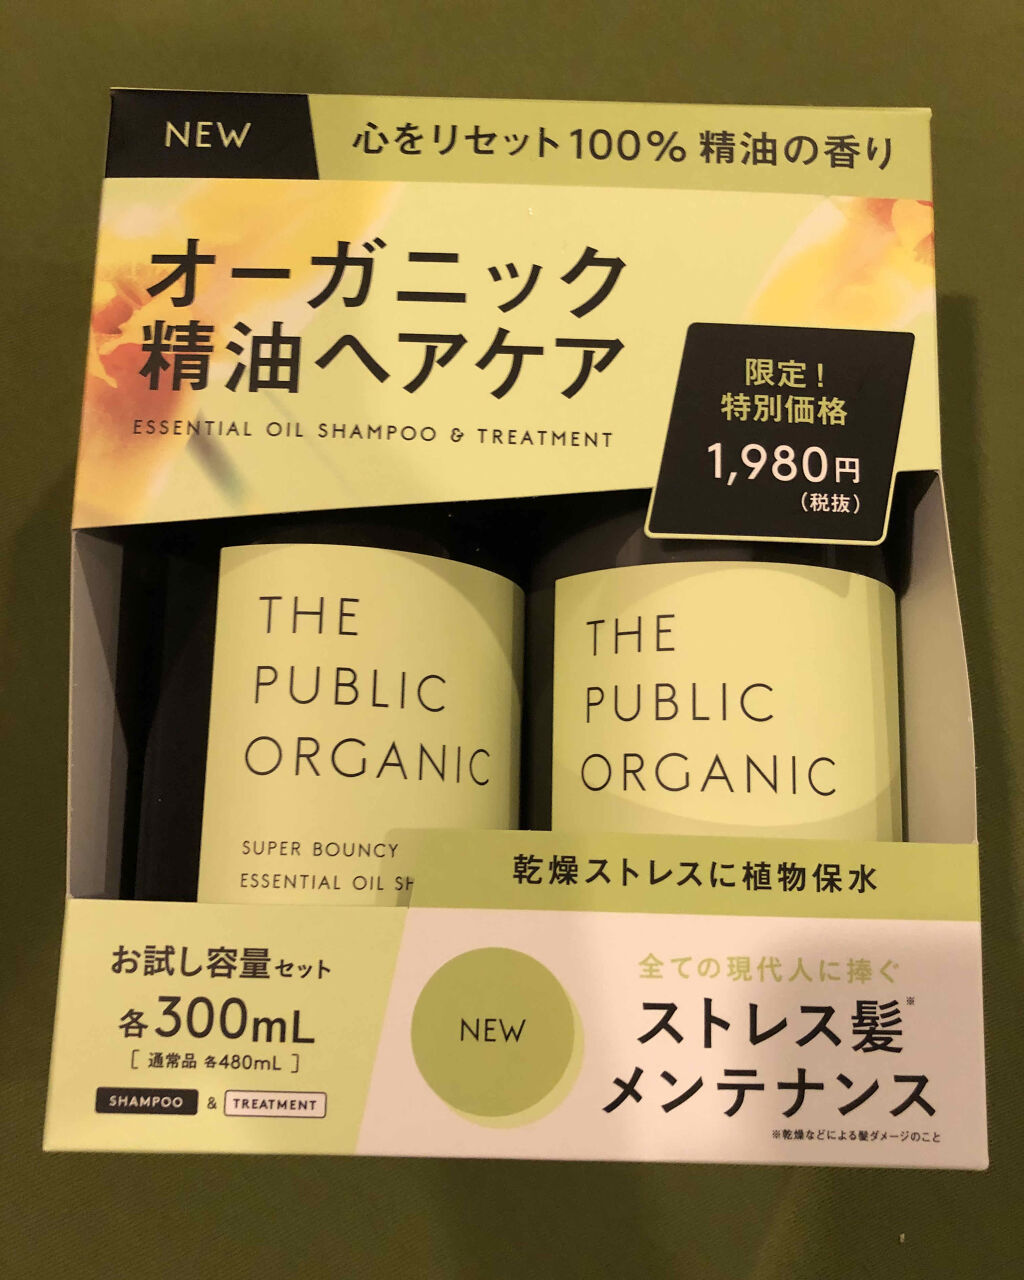 NEW
心をリセット100%精油の香り
オーガニック
精油ヘアケア
ESSENTIAL OIL SHAMPOO & TREATMENT
限定！
特別価格
1,980円
（税抜）
THE
PUBLIC
ORGANIC
SUPER BOUNCY
ESSENTIAL OIL SH
THE
PUBLIC
ORGANIC
乾燥ストレスに植物保水
お試し容量セット
各300mL
[ 通常品 各480mL ]
SHAMPOO & TREATMENT
NEW
全ての現代人に捧ぐ
ストレス髪※
メンテナンス
※乾燥などによる髪ダメージのこと